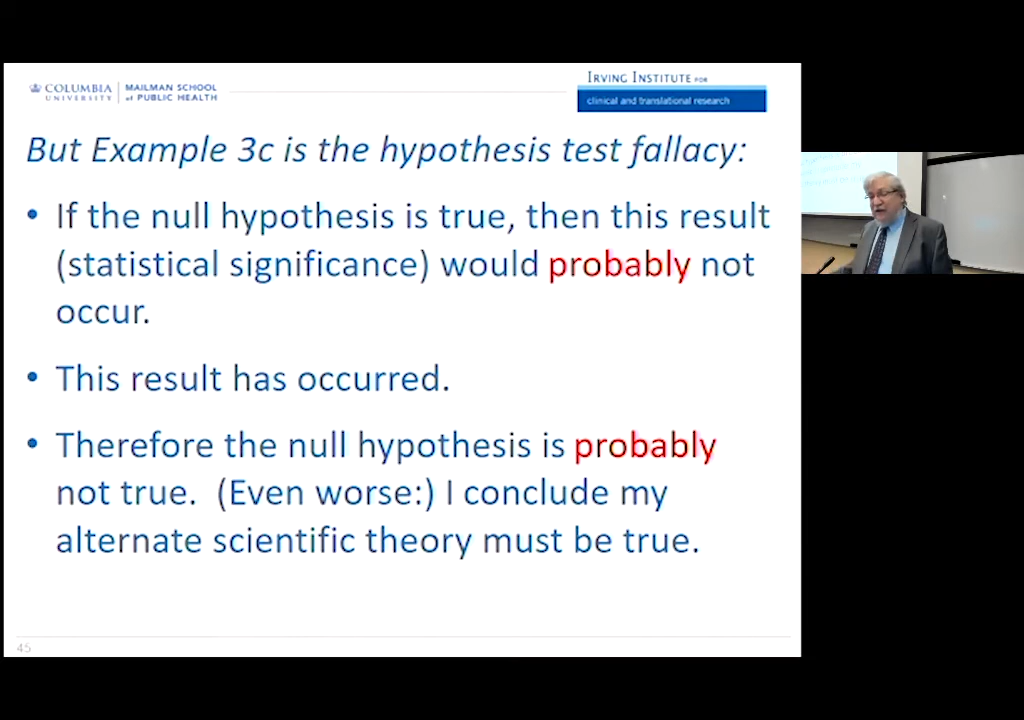 COLUMBIA UNIVERSITY
MAILMAN SCHOOL of PUBLIC HEALTH
IRVING INSTITUTE FOR
clinical and translational research
But Example 3c is the hypothesis test fallacy:
• If the null hypothesis is true, then this result
(statistical significance) would probably not
occur.
• This result has occurred.
• Therefore the null hypothesis is probably
not true.  (Even worse:) I conclude my
alternate scientific theory must be true.
45